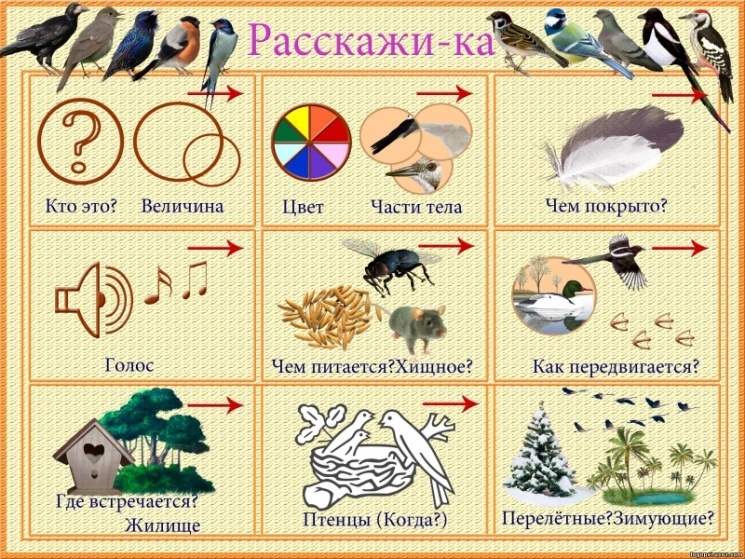 Расскажи-ка
Кто это? Величина
Цвет Части тела
Чем покрыто?
Голос
Чем питается?Хищное?
Как передвигается?
Где встречается?
Жилище
Птенцы (Когда?)
Перелётные?Зимующие?